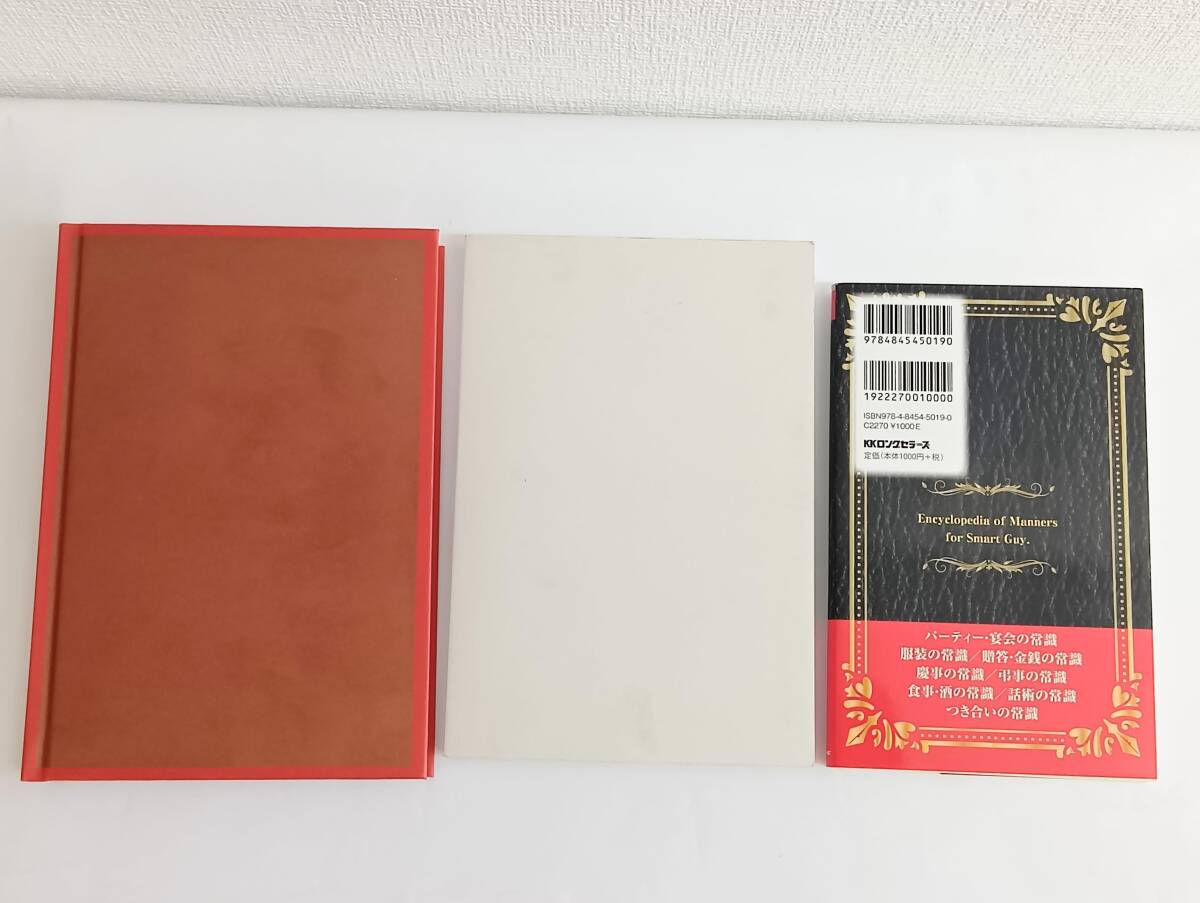 9784845450190
1922270010000
ISBN978-4-8454-5019-0
C2270 ¥1000E
KKロングセラーズ
定価(本体1000円+税)
Encyclopedia of Manners
for Smart Guy.
パーティー・宴会の常識
服装の常識/贈答・金銭の常識
慶事の常識/弔事の常識
食事・酒の常識/話術の常識
つき合いの常識